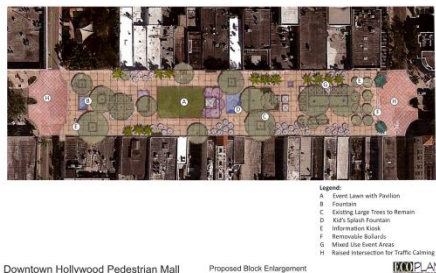 H
B
E
A
D
C
G
E
F
H
Legend:
A Event Lawn with Pavilion
B Fountain
C Existing Large Trees to Remain
D Kid's Splash Fountain
E Information Kiosk
F Removable Bollards
G Mixed Use Event Areas
H Raised Intersection for Traffic Calming
Downtown Hollywood Pedestrian Mall
Proposed Block Enlargement
ECOPLAN